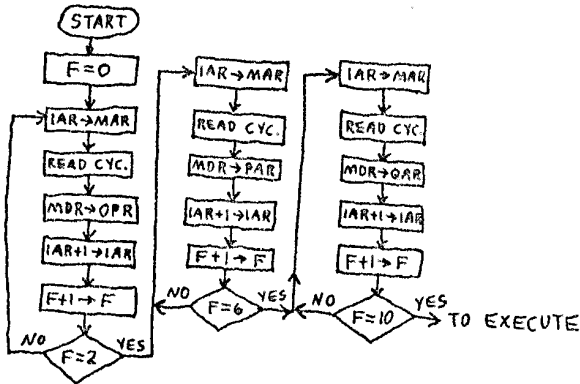 START
F=0
IAR→MAR
READ CYC.
MDR→OPR
IAR+1→IAR
F+1→F
F=2
NO
YES
IAR→MAR
READ CYC.
MDR→PAR
IAR+1→IAR
F+1→F
F=6
NO
YES
IAR→MAR
READ CYC.
MDR→QAR
IAR+1→IAR
F+1→F
F=10
NO
YES
TO EXECUTE